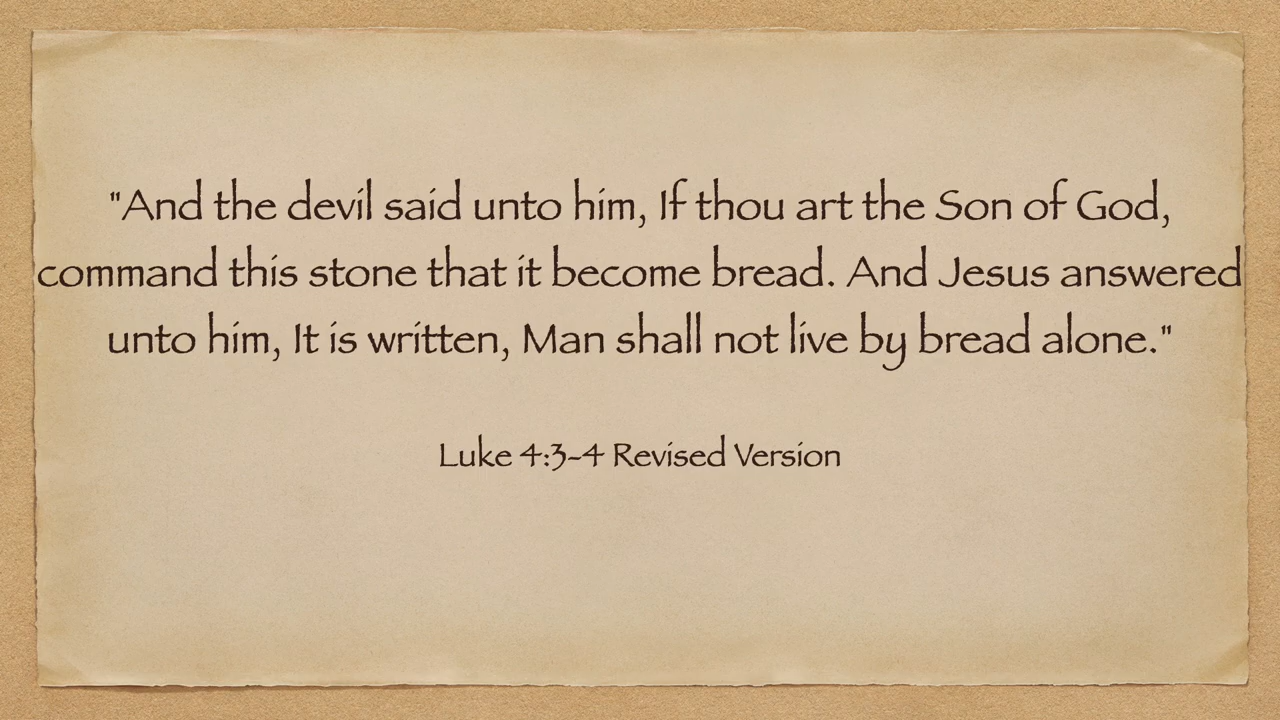 "And the devil said unto him, If thou art the Son of God,
command this stone that it become bread. And Jesus answered
unto him, It is written, Man shall not live by bread alone."
Luke 4:3-4 Revised Version